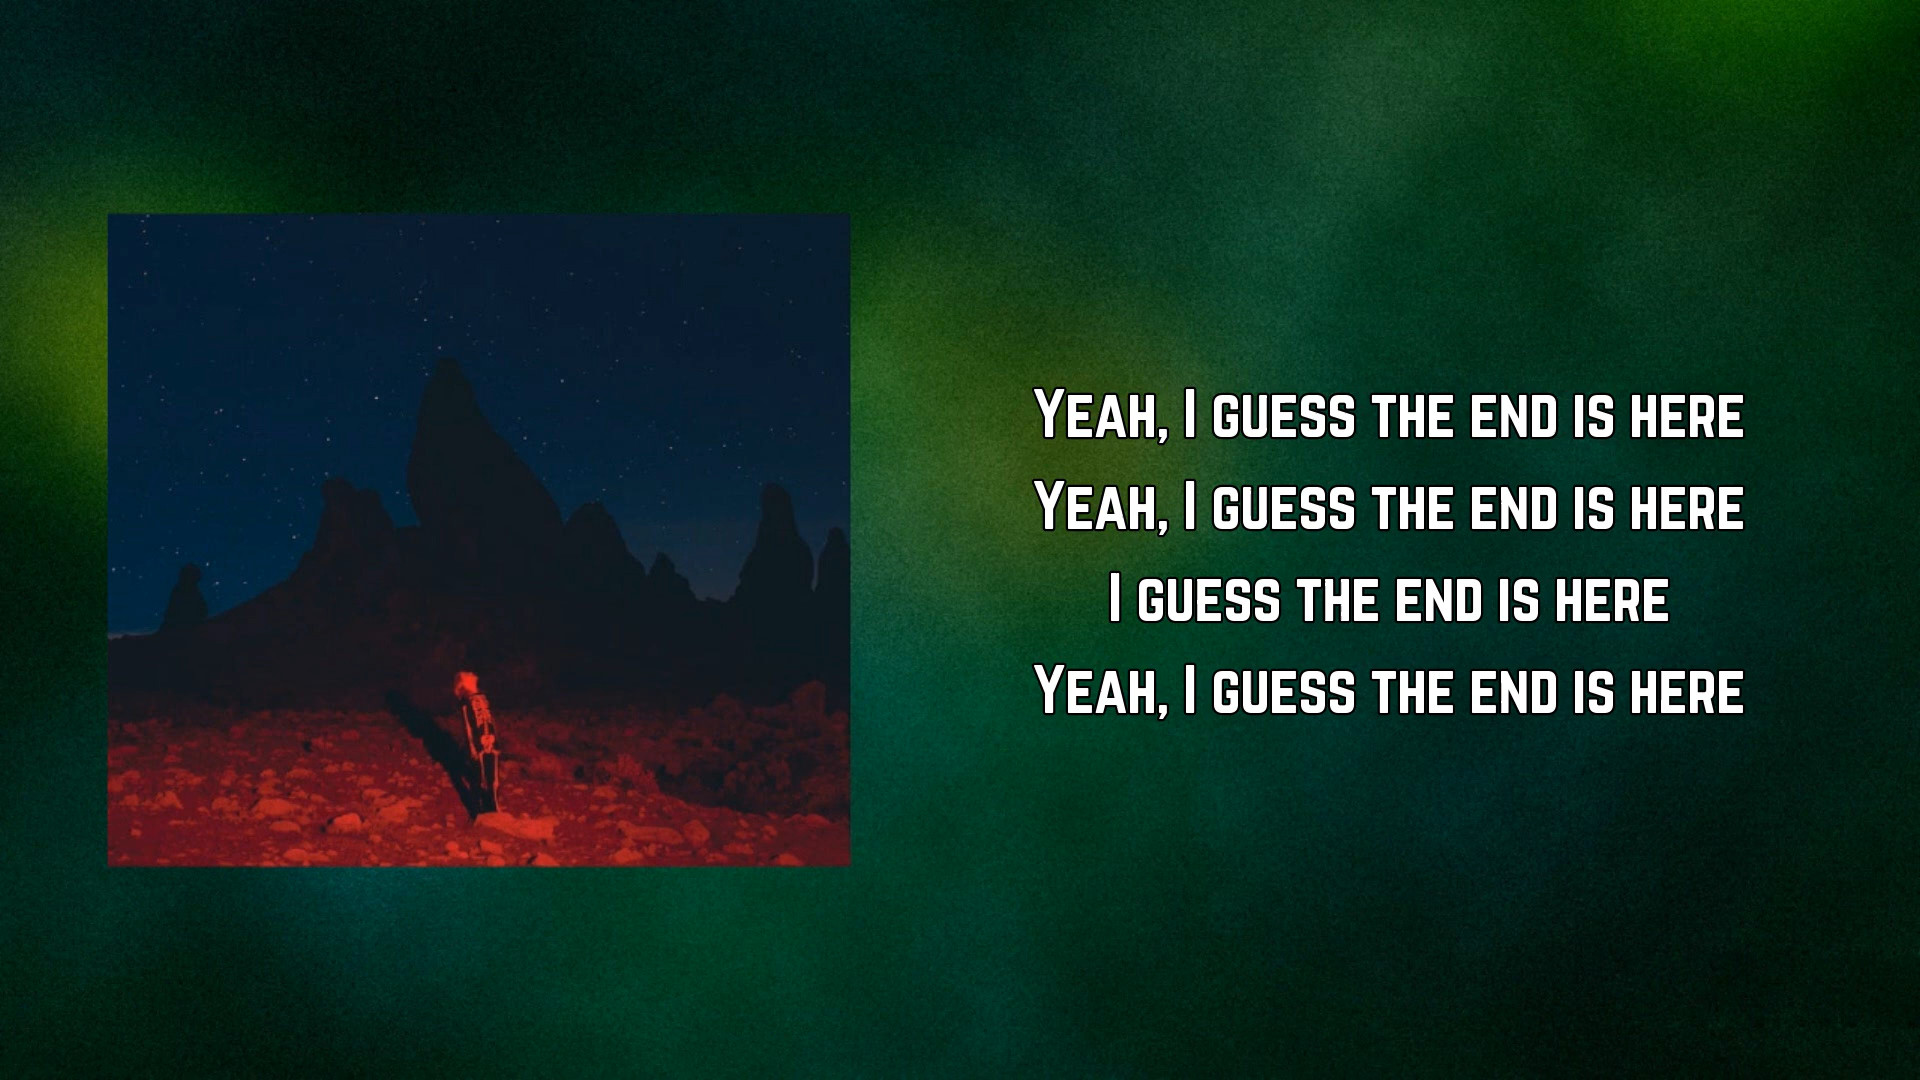 Yeah, I guess the end is here
Yeah, I guess the end is here
I guess the end is here
Yeah, I guess the end is here